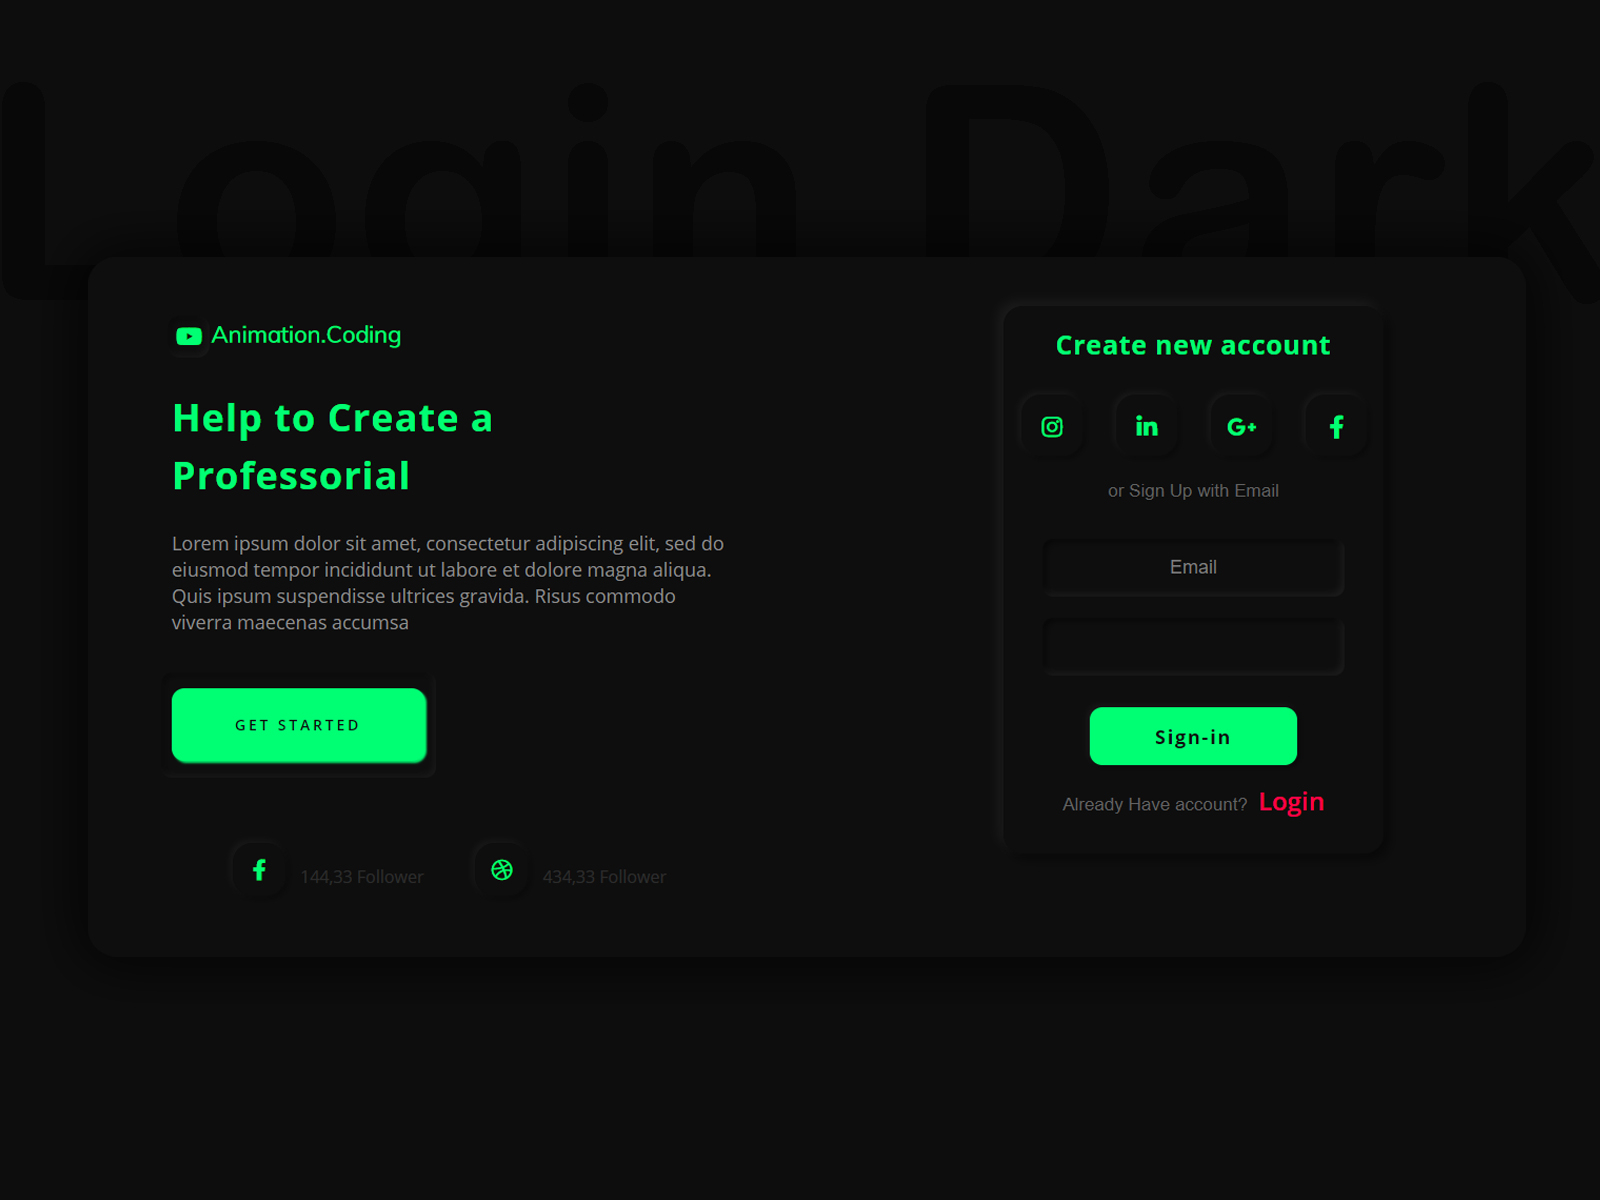 Login Dark
Animation.Coding
Help to Create a
Professorial
Lorem ipsum dolor sit amet, consectetur adipiscing elit, sed do
eiusmod tempor incididunt ut labore et dolore magna aliqua.
Quis ipsum suspendisse ultrices gravida. Risus commodo
viverra maecenas accumsa
GET STARTED
144,33 Follower
434,33 Follower
Create new account
in
G+
or Sign Up with Email
Email
Sign-in
Already Have account? Login